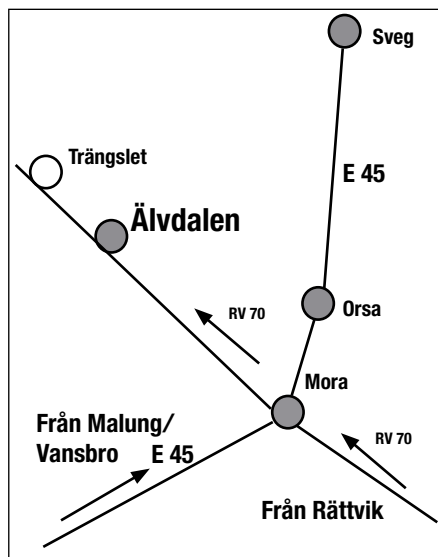 Sveg
Trängslet
E 45
Älvdalen
RV 70
Orsa
Mora
Från Malung/
Vansbro E 45
RV 70
Från Rättvik